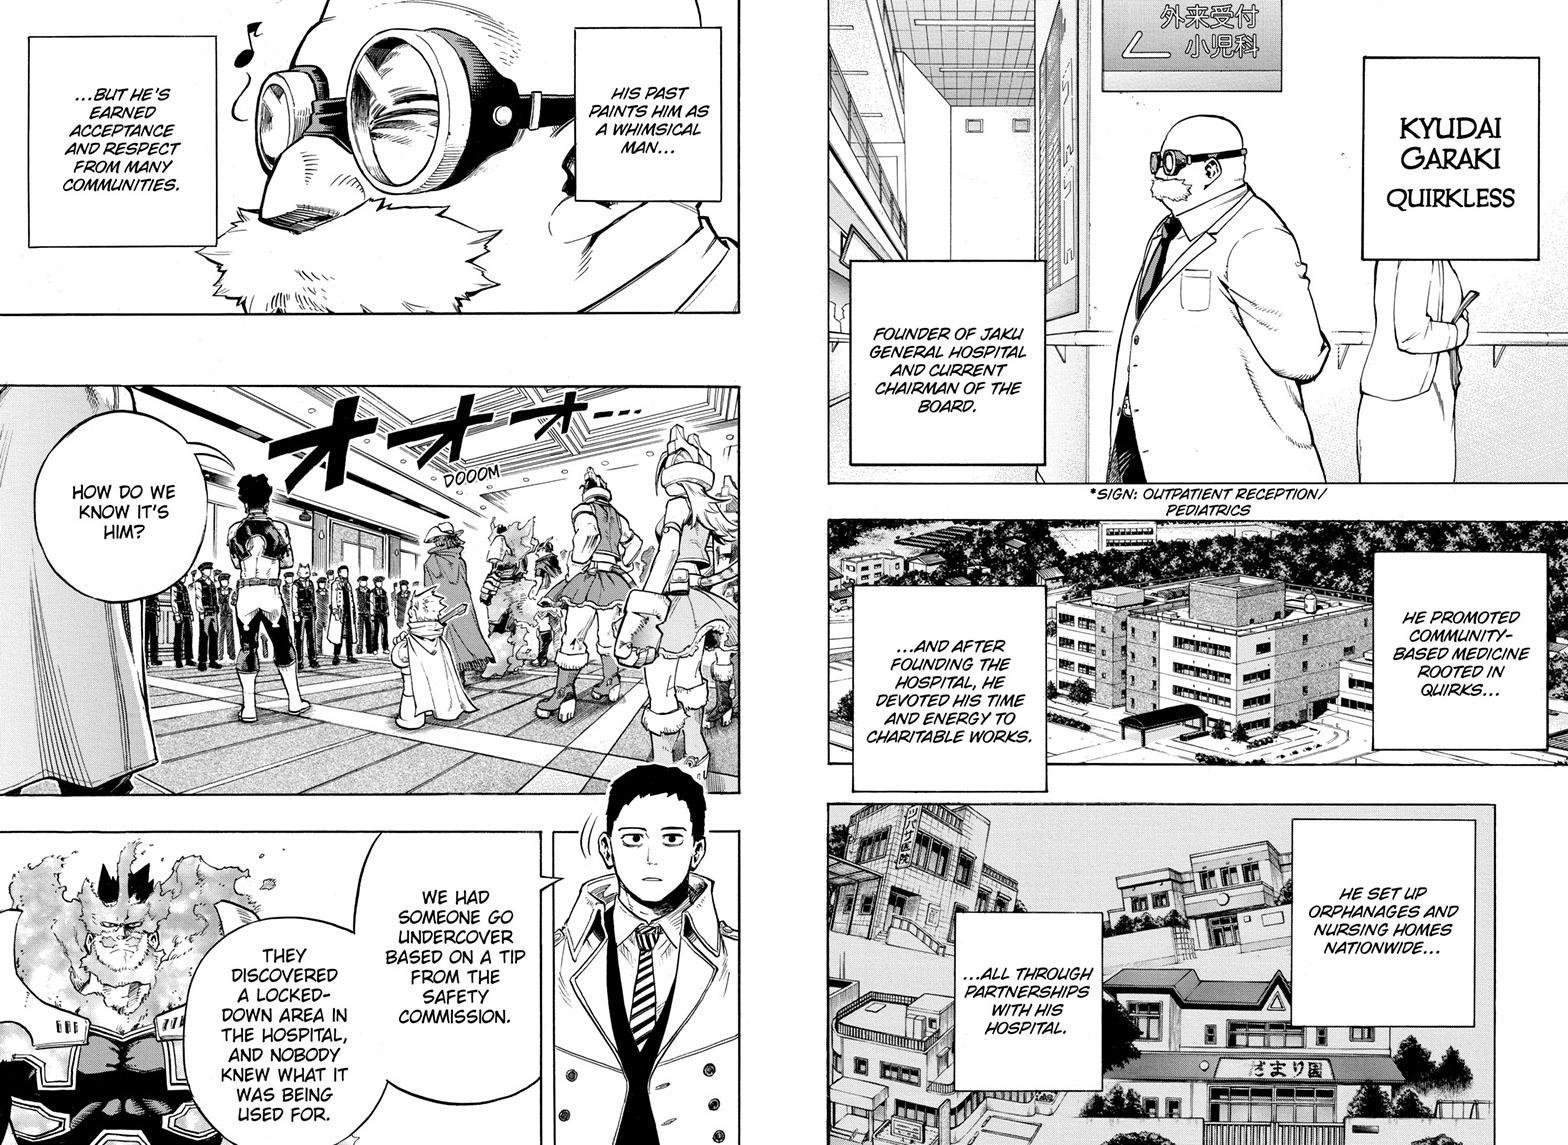 外来受付
小児科
KYUDAI
GARAKI
QUIRKLESS
FOUNDER OF JAKU
GENERAL HOSPITAL
AND CURRENT
CHAIRMAN OF THE
BOARD.
*SIGN: OUTPATIENT RECEPTION/
PEDIATRICS
HE PROMOTED
COMMUNITY-
BASED MEDICINE
ROOTED IN
QUIRKS...
...AND AFTER
FOUNDING THE
HOSPITAL, HE
DEVOTED HIS TIME
AND ENERGY TO
CHARITABLE WORKS.
HE SET UP
ORPHANAGES AND
NURSING HOMES
NATIONWIDE...
...ALL THROUGH
PARTNERSHIPS
WITH HIS
HOSPITAL.
だまり園
HIS PAST
PAINTS HIM AS
A WHIMSICAL
MAN...
...BUT HE'S
EARNED
ACCEPTANCE
AND RESPECT
FROM MANY
COMMUNITIES.
オオオ
DOOOM
HOW DO WE
KNOW IT'S
HIM?
WE HAD
SOMEONE GO
UNDERCOVER
BASED ON A TIP
FROM THE
SAFETY
COMMISSION.
THEY
DISCOVERED
A LOCKED-
DOWN AREA IN
THE HOSPITAL,
AND NOBODY
KNEW WHAT IT
WAS BEING
USED FOR.